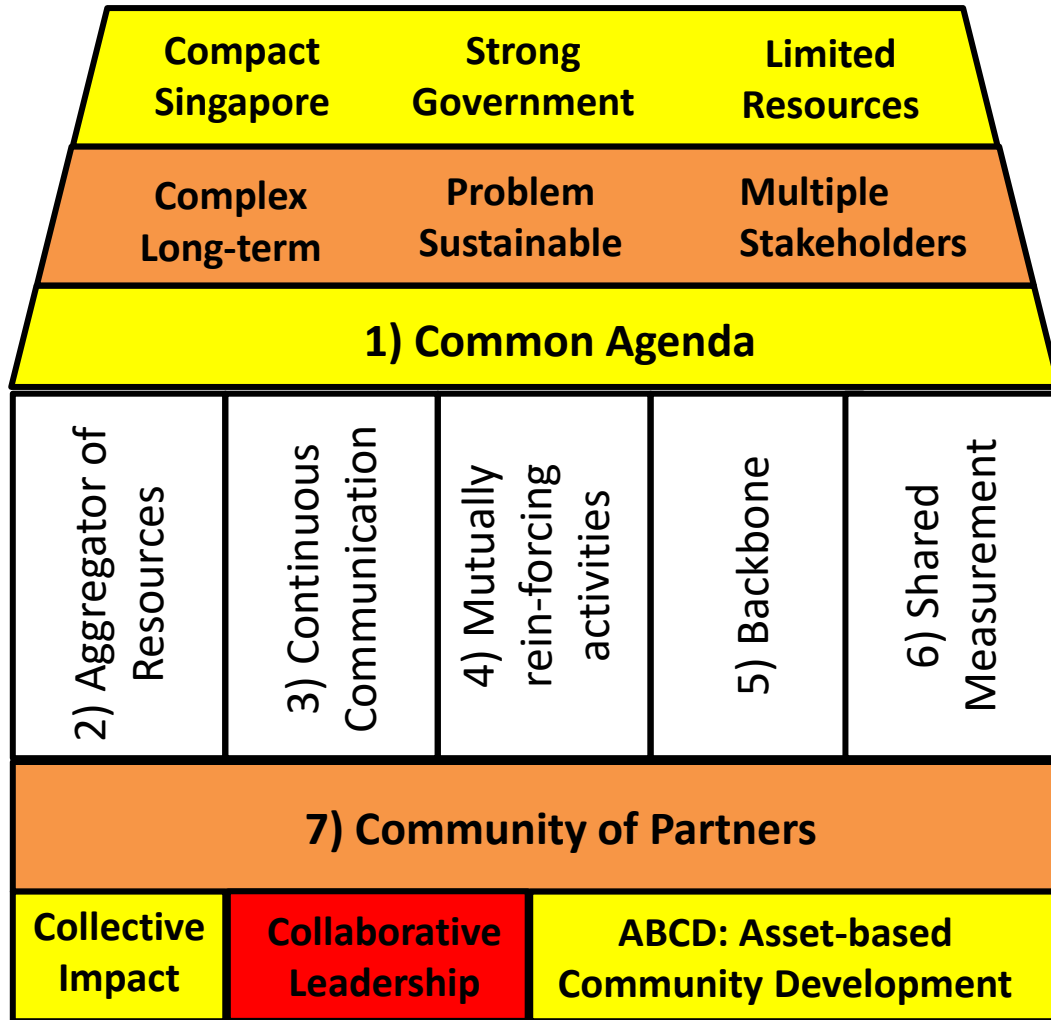 Compact
Singapore
Strong
Government
Limited
Resources
Complex
Long-term
Problem
Sustainable
Multiple
Stakeholders
1) Common Agenda
2) Aggregator of
Resources
3) Continuous
Communication
4) Mutually
rein-forcing
activities
5) Backbone
6) Shared
Measurement
7) Community of Partners
Collective
Impact
Collaborative
Leadership
ABCD: Asset-based
Community Development